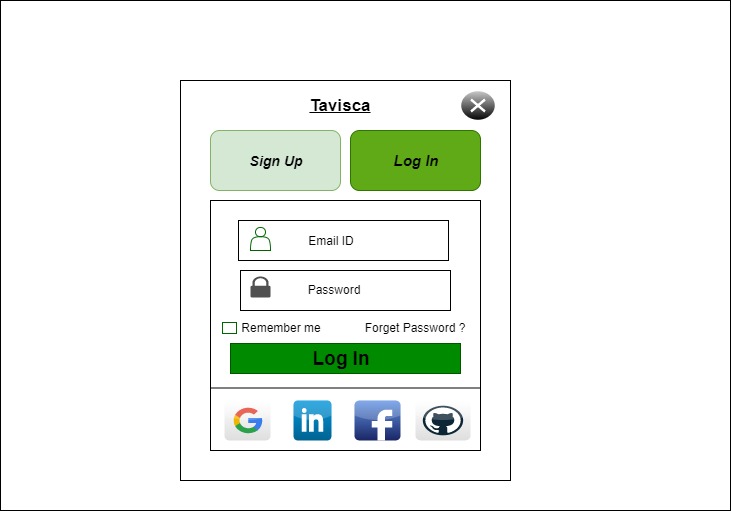 Tavisca
Sign Up
Log In
Email ID
Password
Remember me
Forget Password ?
Log In
in
f